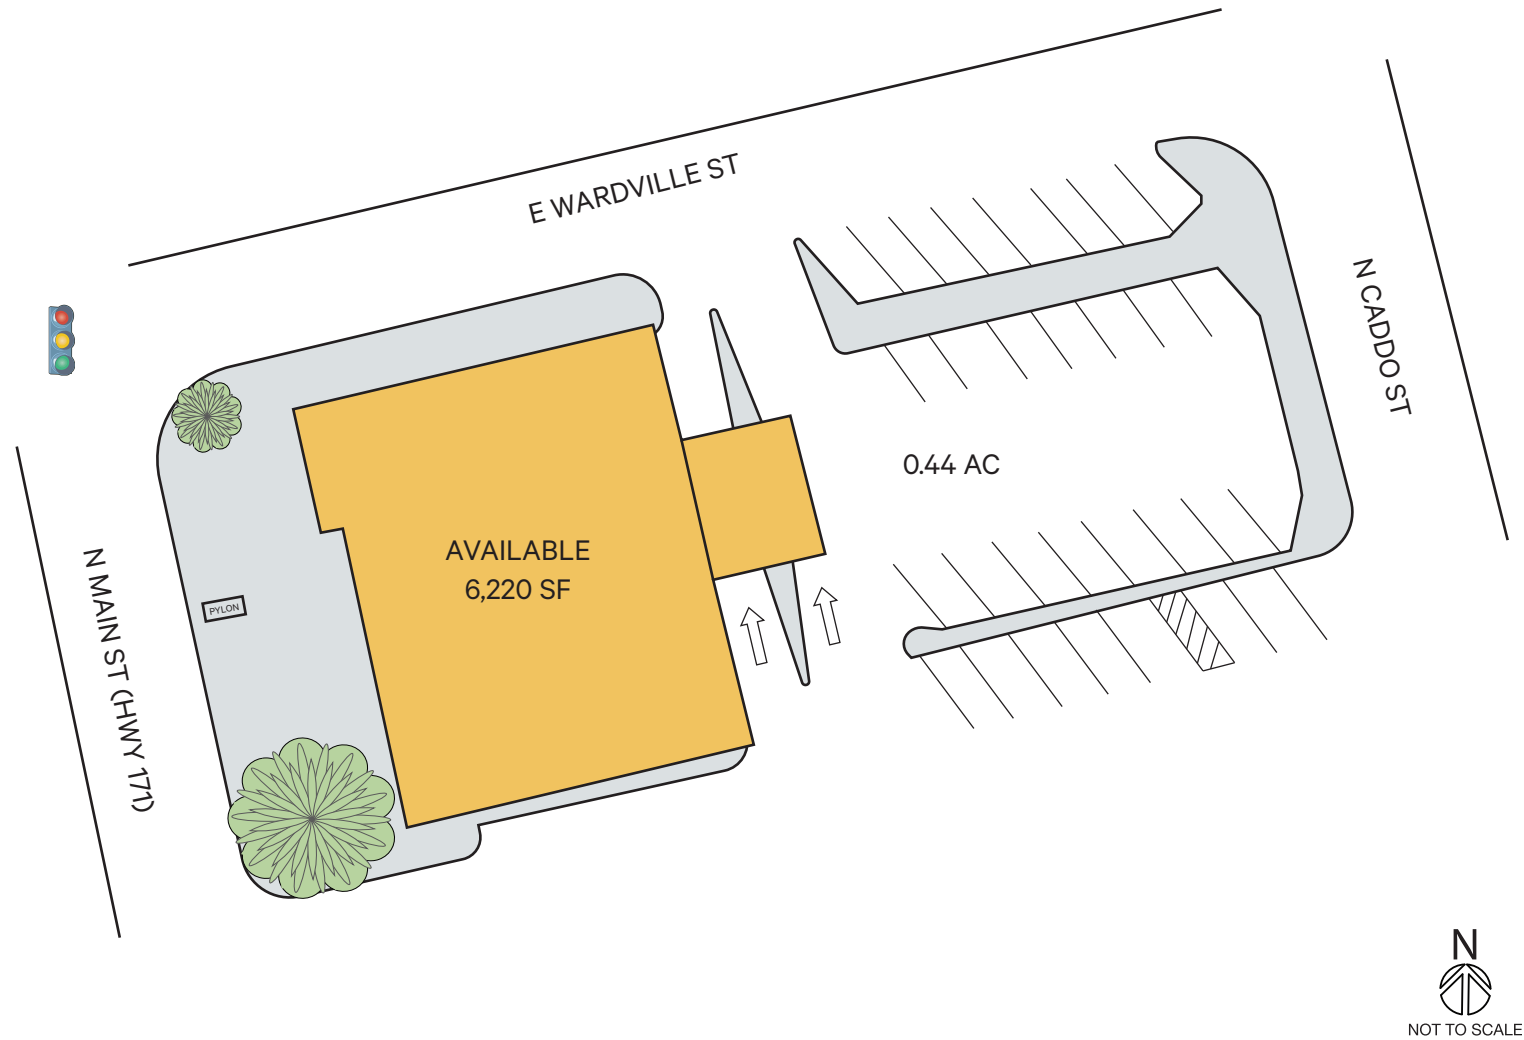 E WARDVILLE ST
N CADDO ST
0.44 AC
AVAILABLE
6,220 SF
N MAIN ST (HWY 171)
PYLON
N
NOT TO SCALE